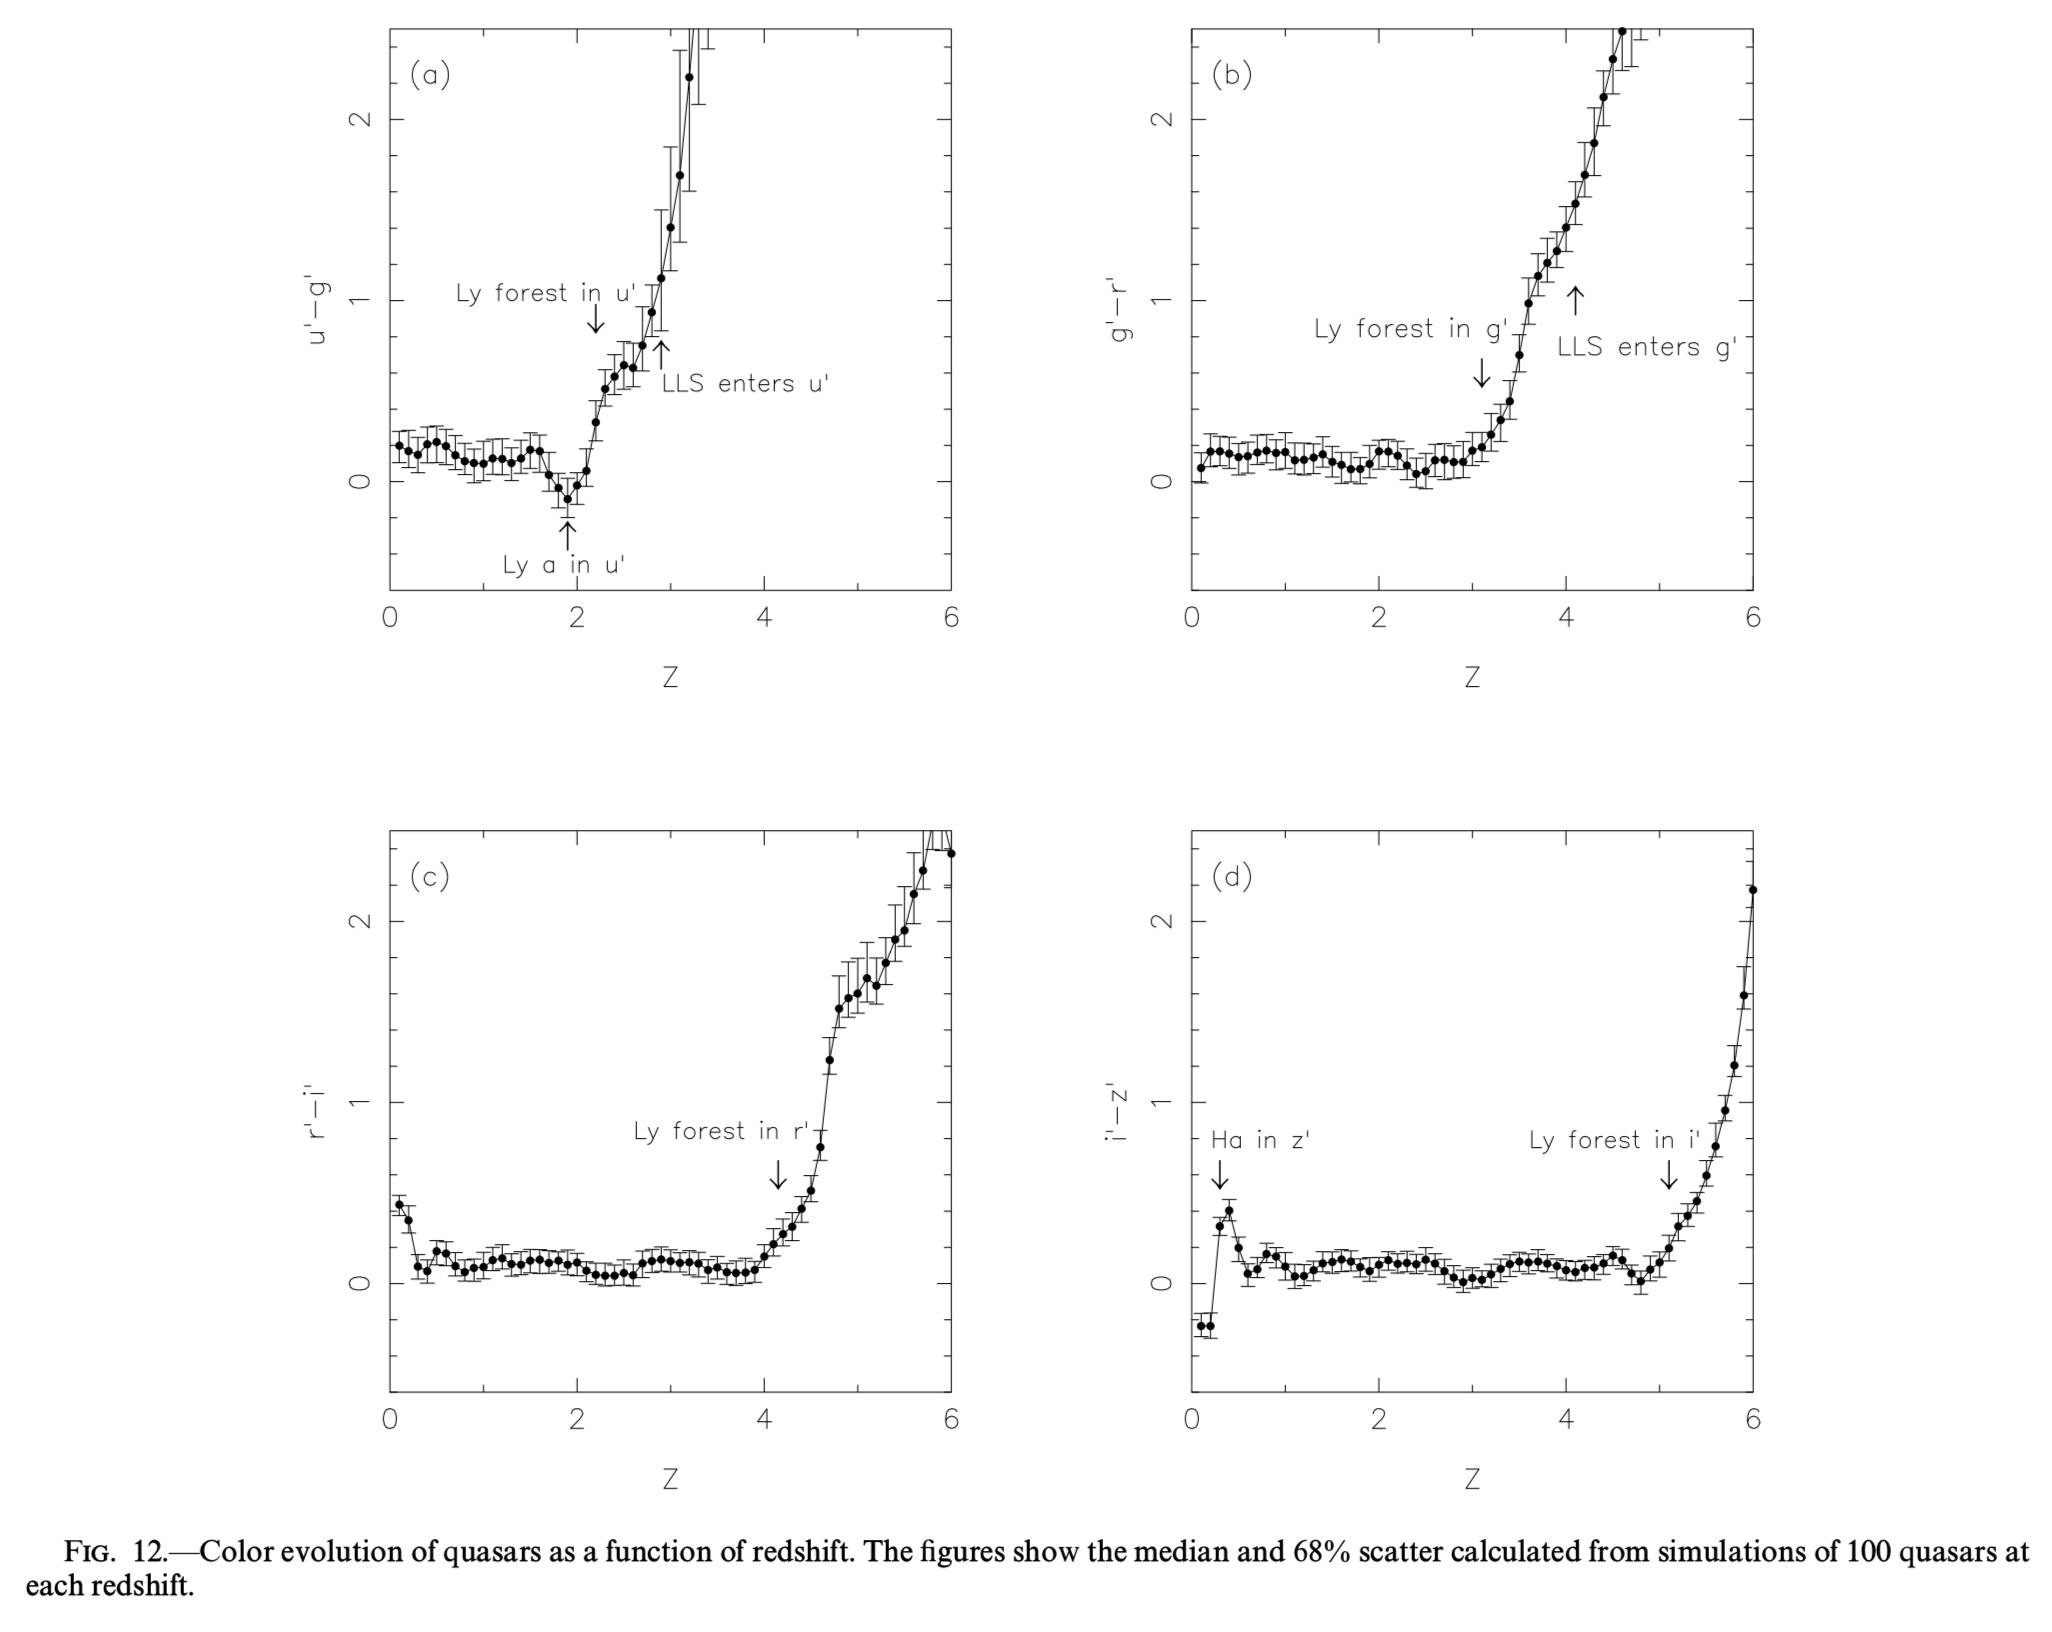 (a)
2
1
0
u'–g'
Ly forest in u'
LLS enters u'
Ly a in u'
0 2 4 6
Z
(b)
2
1
0
g'–r'
Ly forest in g'
LLS enters g'
0 2 4 6
Z
(c)
2
1
0
r'–i'
Ly forest in r'
0 2 4 6
Z
(d)
2
1
0
i'–z'
Ha in z'
Ly forest in i'
0 2 4 6
Z
FIG. 12.—Color evolution of quasars as a function of redshift. The figures show the median and 68% scatter calculated from simulations of 100 quasars at
each redshift.